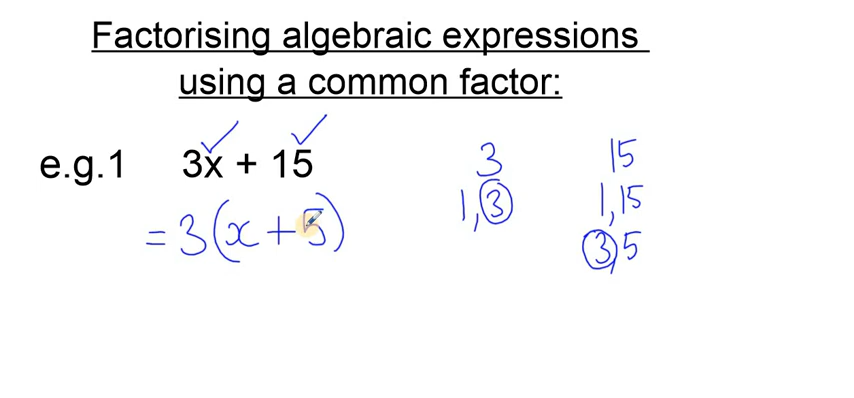 Factorising algebraic expressions
using a common factor:
e.g.1 3x + 15
= 3(x + 5)
3
1, 3
15
1, 15
3, 5